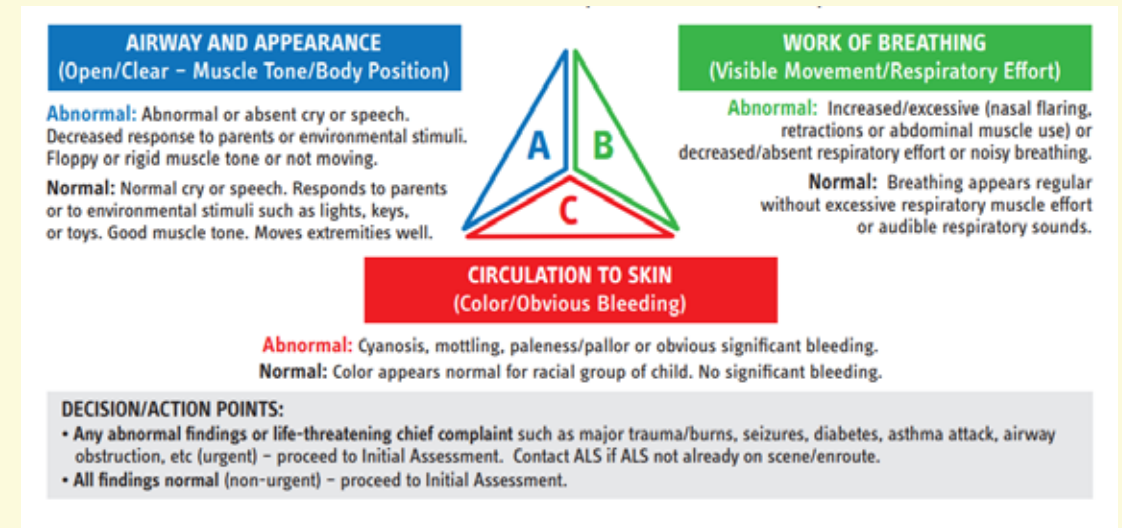 AIRWAY AND APPEARANCE
(Open/Clear – Muscle Tone/Body Position)
Abnormal: Abnormal or absent cry or speech.
Decreased response to parents or environmental stimuli.
Floppy or rigid muscle tone or not moving.
Normal: Normal cry or speech. Responds to parents
or to environmental stimuli such as lights, keys,
or toys. Good muscle tone. Moves extremities well.
A
B
C
WORK OF BREATHING
(Visible Movement/Respiratory Effort)
Abnormal: Increased/excessive (nasal flaring,
retractions or abdominal muscle use) or
decreased/absent respiratory effort or noisy breathing.
Normal: Breathing appears regular
without excessive respiratory muscle effort
or audible respiratory sounds.
CIRCULATION TO SKIN
(Color/Obvious Bleeding)
Abnormal: Cyanosis, mottling, paleness/pallor or obvious significant bleeding.
Normal: Color appears normal for racial group of child. No significant bleeding.
DECISION/ACTION POINTS:
• Any abnormal findings or life-threatening chief complaint such as major trauma/burns, seizures, diabetes, asthma attack, airway
obstruction, etc (urgent) – proceed to Initial Assessment. Contact ALS if ALS not already on scene/enroute.
• All findings normal (non-urgent) – proceed to Initial Assessment.